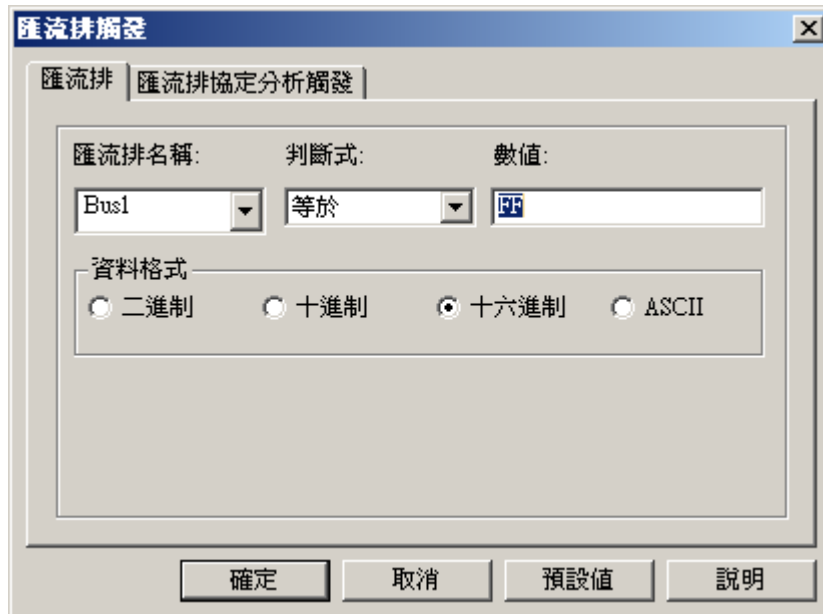 匯流排觸發
匯流排 匯流排協定分析觸發
匯流排名稱: 判斷式: 數值:
Bus1 等於 FF
資料格式
二進制 十進制 十六進制 ASCII
確定 取消 預設值 說明